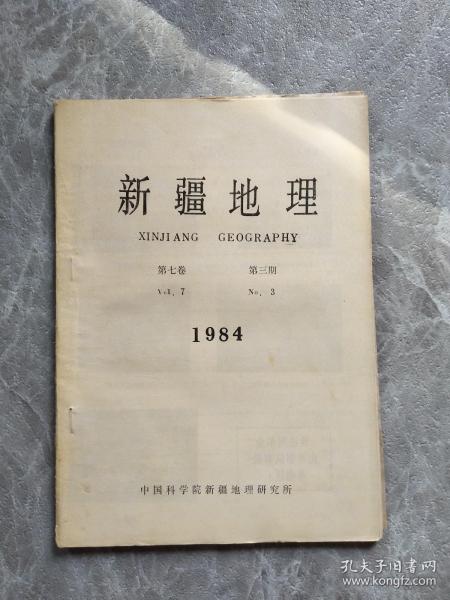 新疆地理
XINJIANG GEOGRAPHY
第七卷 第三期
Vol. 7 No. 3
1984
中国科学院新疆地理研究所
孔夫子旧书网
www.kongfz.com